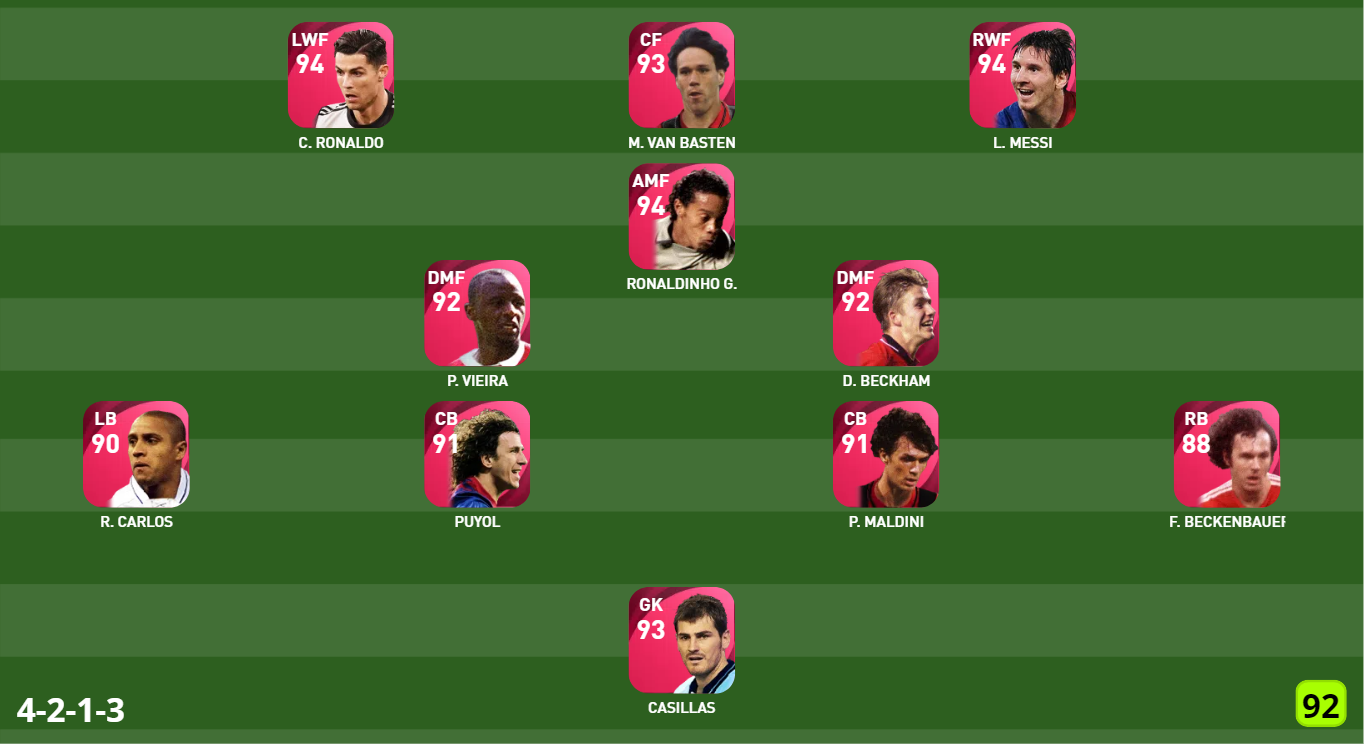 LWF
94
C. RONALDO
CF
93
M. VAN BASTEN
RWF
94
L. MESSI
AMF
94
RONALDINHO G.
DMF
92
P. VIEIRA
DMF
92
D. BECKHAM
LB
90
R. CARLOS
CB
91
PUYOL
CB
91
P. MALDINI
RB
88
F. BECKENBAUER
GK
93
CASILLAS
4-2-1-3
92